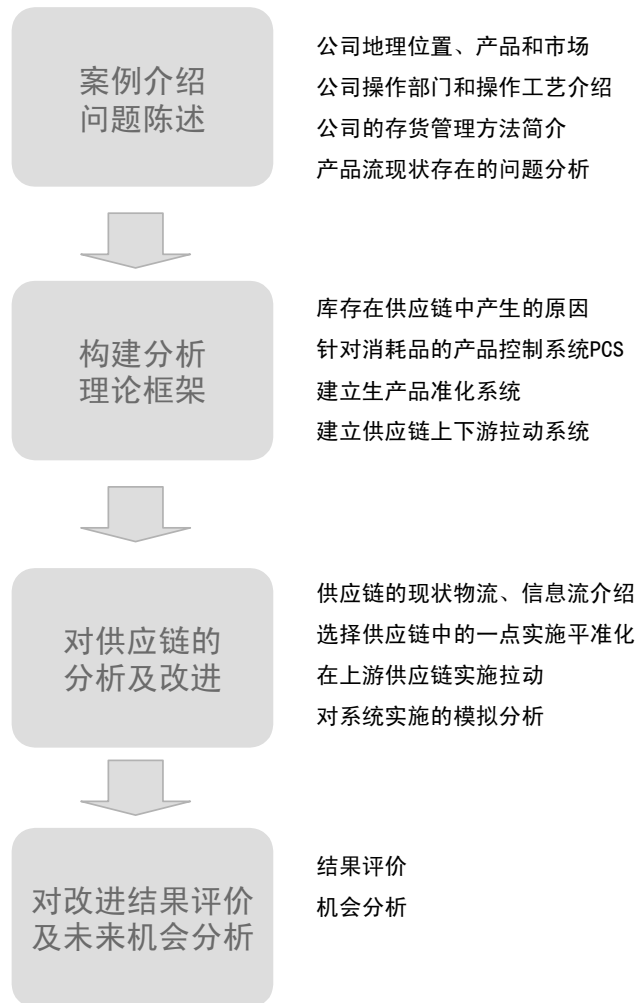 案例介绍
问题陈述
公司地理位置、产品和市场
公司操作部门和操作工艺介绍
公司的存货管理方法简介
产品流现状存在的问题分析
构建分析
理论框架
库存在供应链中产生的原因
针对消耗品的产品控制系统PCS
建立生产品准化系统
建立供应链上下游拉动系统
对供应链的
分析及改进
供应链的现状物流、信息流介绍
选择供应链中的一点实施平准化
在上游供应链实施拉动
对系统实施的模拟分析
对改进结果评价
及未来机会分析
结果评价
机会分析